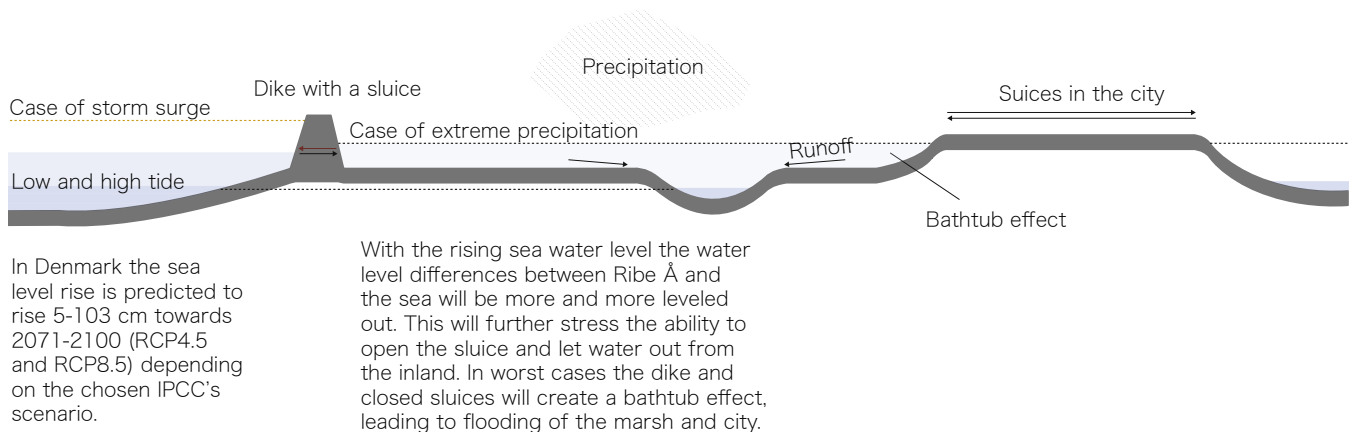 Precipitation
Dike with a sluice
Suices in the city
Case of storm surge
Case of extreme precipitation
Runoff
Low and high tide
Bathtub effect
In Denmark the sea
level rise is predicted to
rise 5-103 cm towards
2071-2100 (RCP4.5
and RCP8.5) depending
on the chosen IPCC's
scenario.
With the rising sea water level the water
level differences between Ribe Å and
the sea will be more and more leveled
out. This will further stress the ability to
open the sluice and let water out from
the inland. In worst cases the dike and
closed sluices will create a bathtub effect,
leading to flooding of the marsh and city.